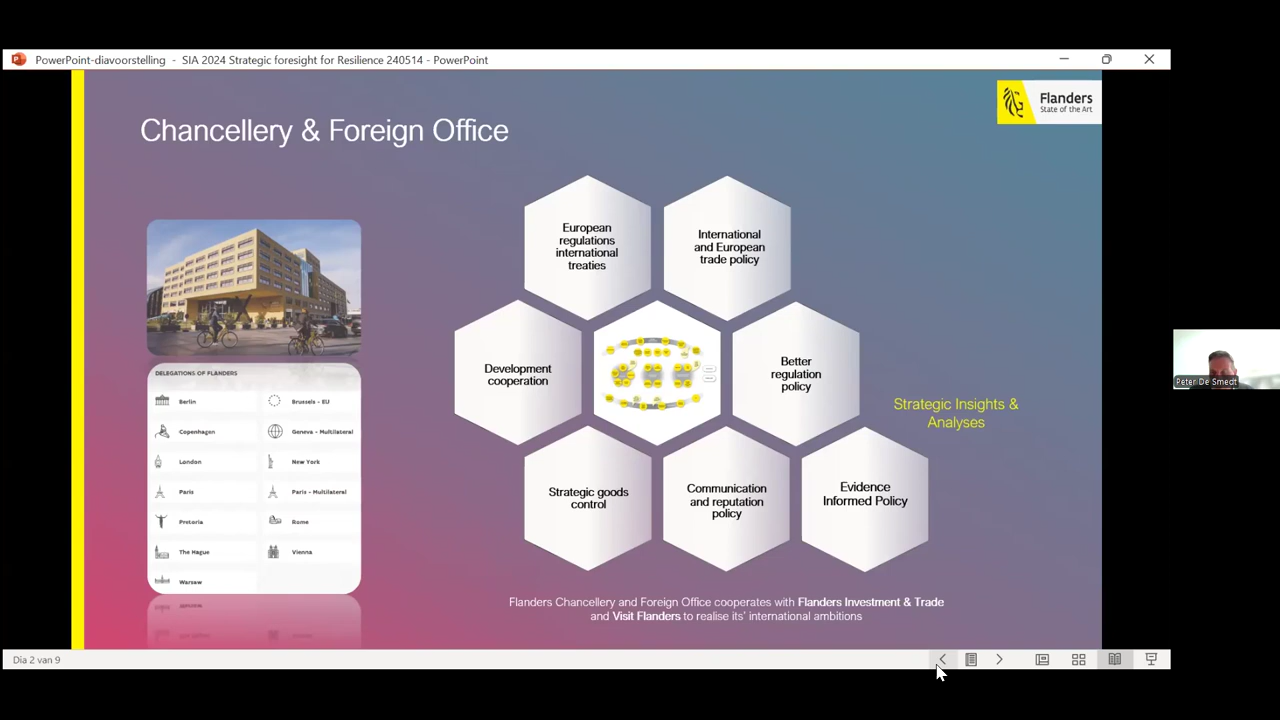 PowerPoint-diavoorstelling - SIA 2024 Strategic foresight for Resilience 240514 - PowerPoint
Flanders
State of the Art
Chancellery & Foreign Office
European
regulations
international
treaties
International
and European
trade policy
Development
cooperation
Better
regulation
policy
Strategic Insights &
Analyses
Strategic goods
control
Communication
and reputation
policy
Evidence
Informed Policy
DELEGATIONS OF FLANDERS
Berlin
Brussels - EU
Copenhagen
Geneva - Multilateral
London
New York
Paris
Paris - Multilateral
Pretoria
Rome
The Hague
Vienna
Warsaw
Flanders Chancellery and Foreign Office cooperates with Flanders Investment & Trade
and Visit Flanders to realise its' international ambitions
Peter De Smedt
Dia 2 van 9